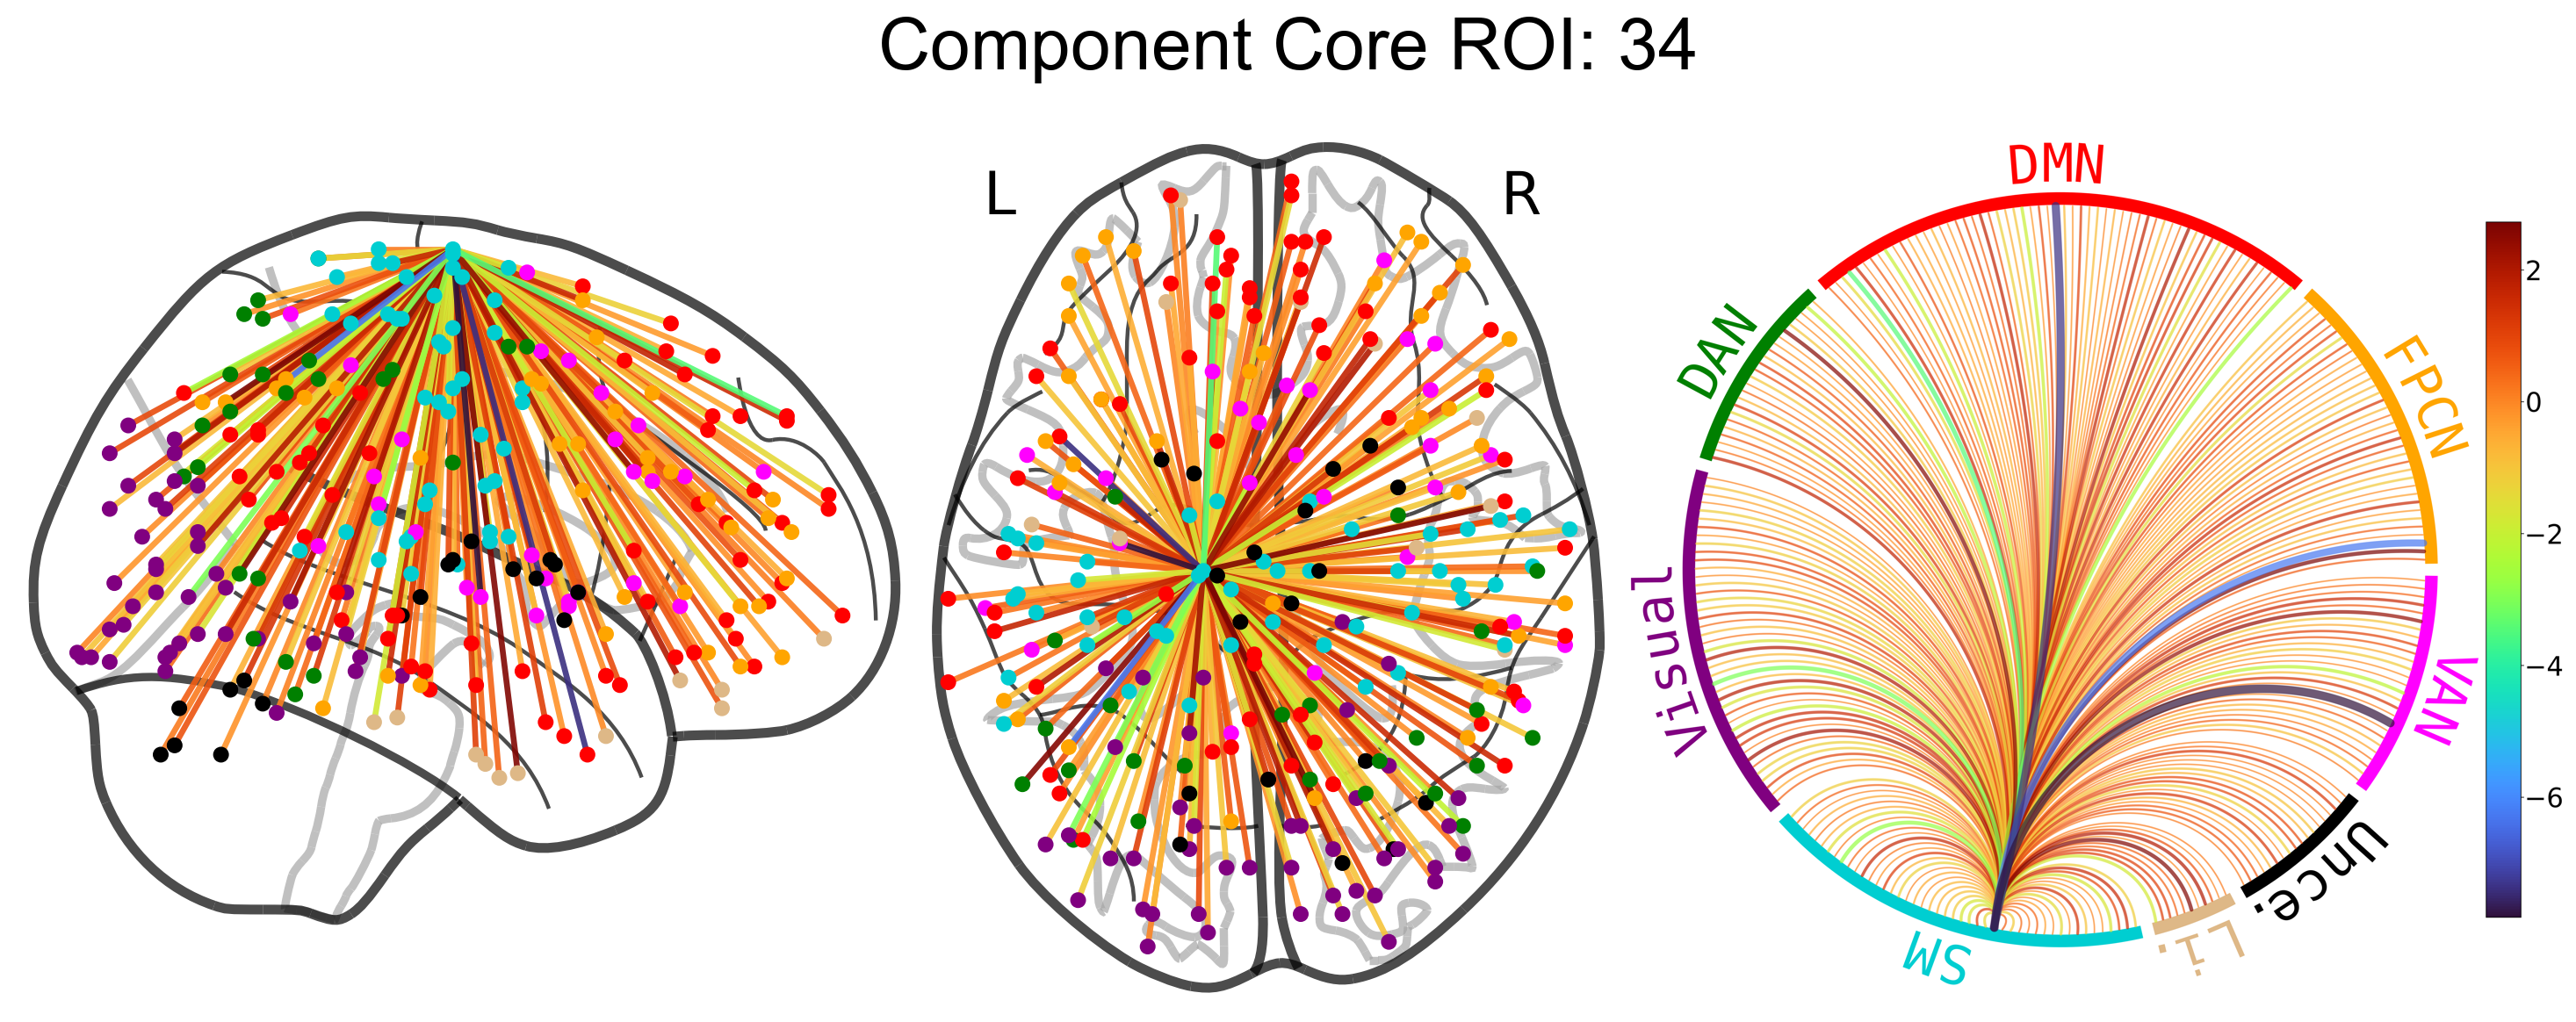 Component Core ROI: 34
L
R
DMN
DAN
FPCN
Visual
VAN
Unce.
Li.
SM
2
0
−2
−4
−6